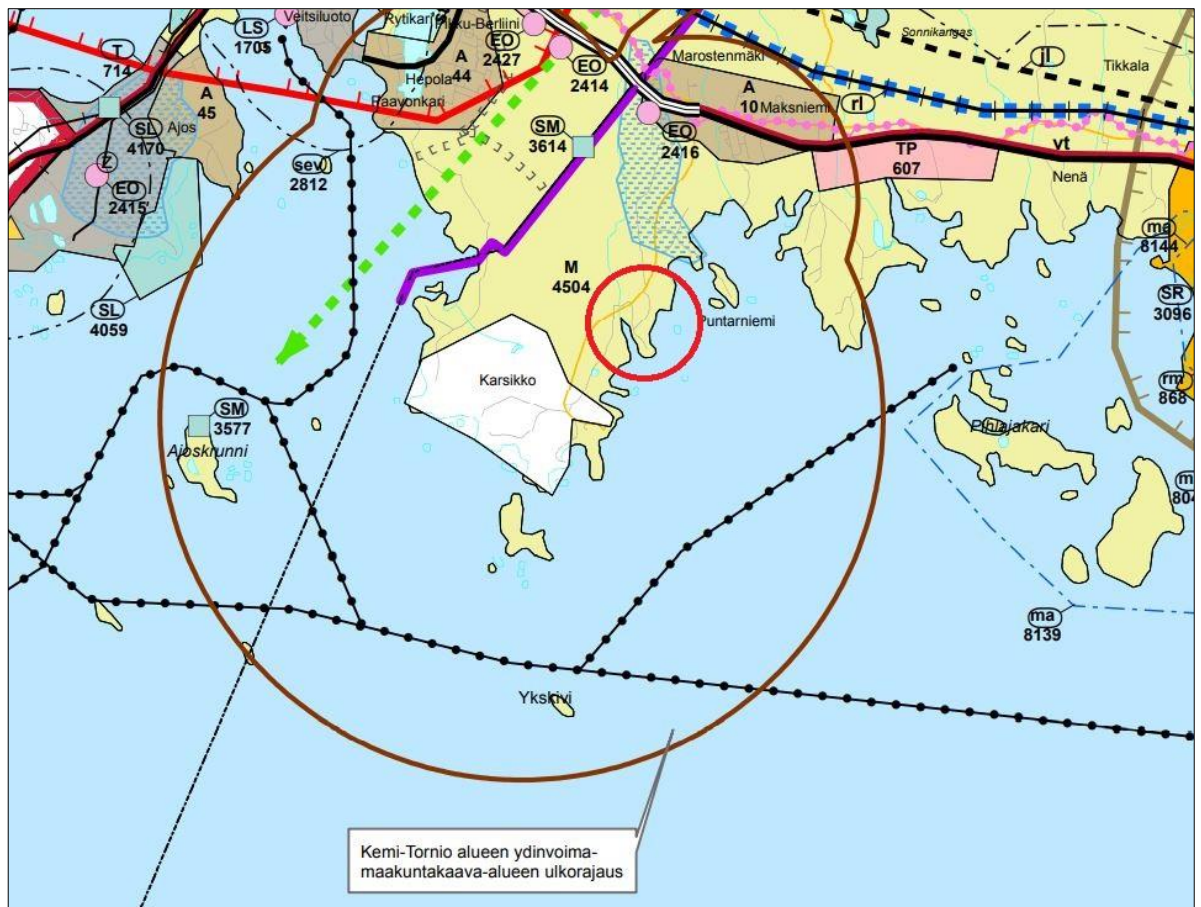 LS
1705
Veitsiluoto
Rytikari
EO
2427
Sonnikangas
jl
Tikkala
T
714
A
44
Hepola
Paavonkari
EO
2414
Marostenmäki
A
10
Maksniemi
rl
A
45
Ajos
SL
4170
Z
EO
2415
sev
2812
SM
3614
EO
2416
TP
607
vt
Nenä
ma
8144
SR
3096
rm
868
SL
4059
M
4504
Puntarniemi
Karsikko
SM
3577
Ajoskrunni
Pihlajakari
ma
8139
Ykskivi
Kemi-Tornio alueen ydinvoima-
maakuntakaava-alueen ulkorajaus